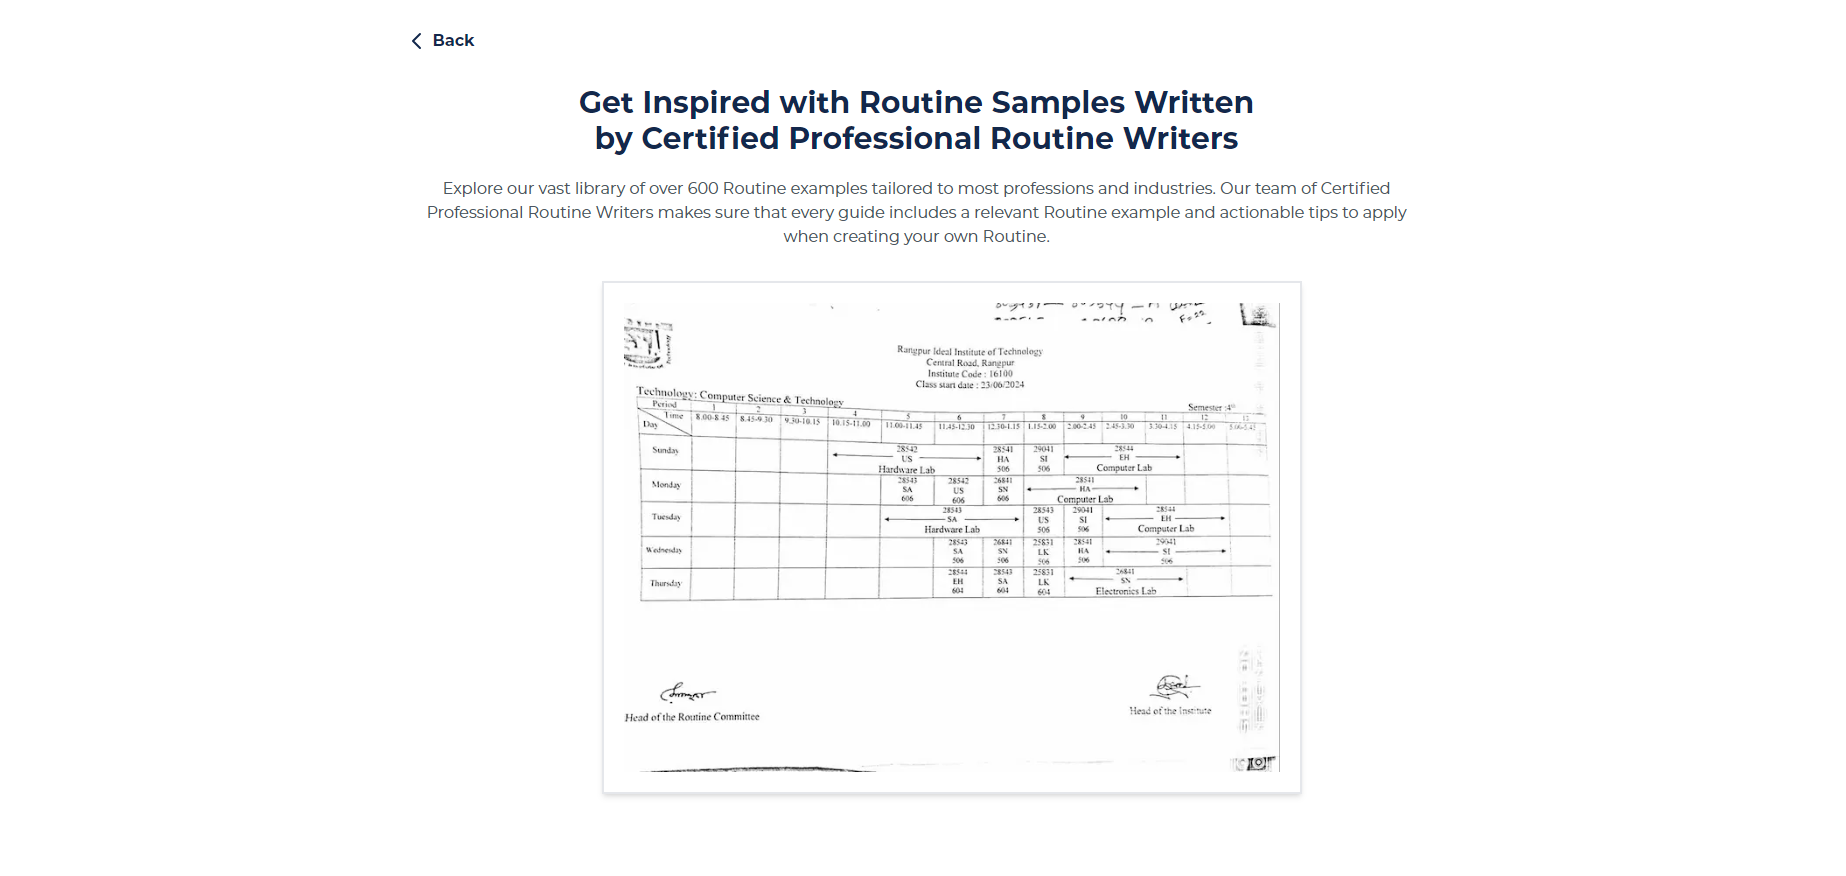 Back
Get Inspired with Routine Samples Written
by Certified Professional Routine Writers
Explore our vast library of over 600 Routine examples tailored to most professions and industries. Our team of Certified
Professional Routine Writers makes sure that every guide includes a relevant Routine example and actionable tips to apply
when creating your own Routine.
Rangpur Ideal Institute of Technology
Central Road, Rangpur
Institute Code : 16100
Class start date : 23/06/2024
Technology: Computer Science & Technology
Semester :4th
Period 1 2 3 4 5 6 7 8 9 10 11 12 13
Time 8.00-8.45 8.45-9.30 9.30-10.15 10.15-11.00 11.00-11.45 11.45-12.30 12.30-1.15 1.15-2.00 2.00-2.45 2.45-3.30 3.30-4.15 4.15-5.00 5.00-5.45
Day
28542 28541 29041 28544
Sunday US HA SI EH
Hardware Lab 506 506 Computer Lab
28543 28542 26841 28541
Monday SA US SN HA
606 606 606 Computer Lab
28543 28543 29041 28544
Tuesday SA US SI EH
Hardware Lab 506 506 Computer Lab
28543 26841 25831 28541 29041
Wednesday SA SN LK HA SI
506 506 506 506 506
28544 28543 25831 26841
Thursday EH SA LK SN
604 604 604 Electronics Lab
Head of the Routine Committee
Head of the Institute